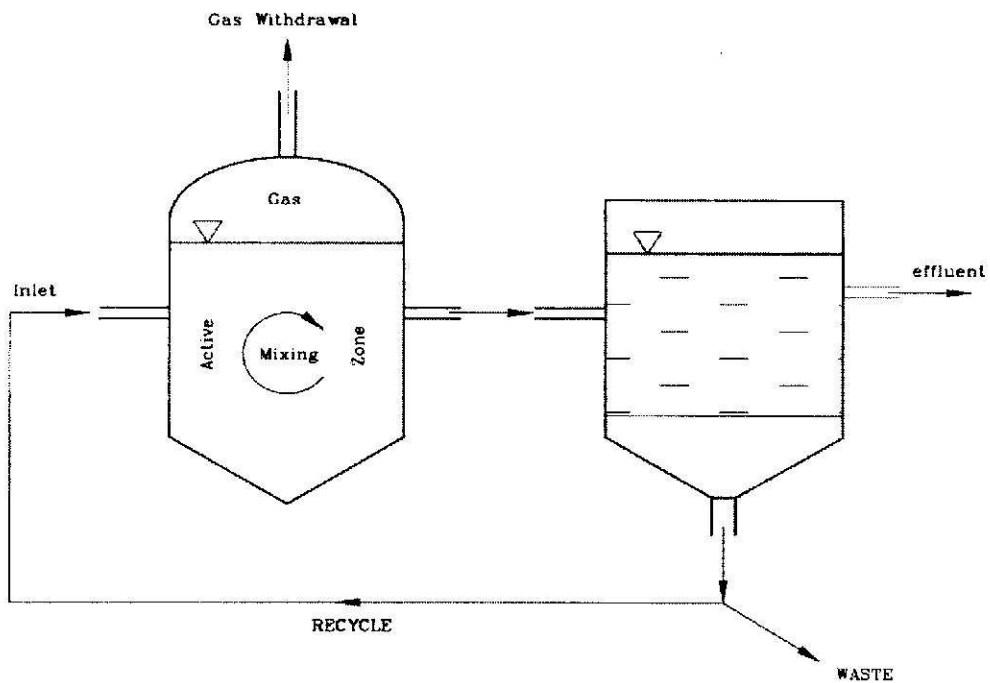 Gas Withdrawal
Gas
Inlet
effluent
Active
Mixing
Zone
RECYCLE
WASTE